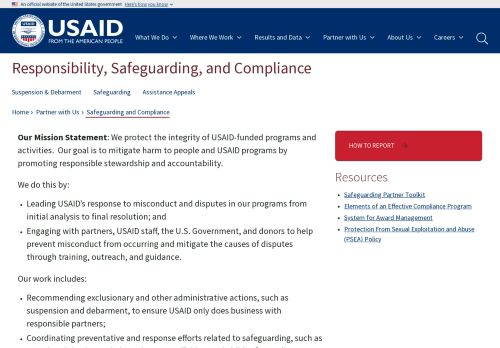 An official website of the United States government Here's how you know
USAID
FROM THE AMERICAN PEOPLE
What We Do
Where We Work
Results and Data
Partner with Us
About Us
Careers
Responsibility, Safeguarding, and Compliance
Suspension & Debarment
Safeguarding
Assistance Appeals
Home › Partner with Us › Safeguarding and Compliance
Our Mission Statement: We protect the integrity of USAID-funded programs and
activities. Our goal is to mitigate harm to people and USAID programs by
promoting responsible stewardship and accountability.
We do this by:
• Leading USAID's response to misconduct and disputes in our programs from
initial analysis to final resolution; and
• Engaging with partners, USAID staff, the U.S. Government, and donors to help
prevent misconduct from occurring and mitigate the causes of disputes
through training, outreach, and guidance.
Our work includes:
• Recommending exclusionary and other administrative actions, such as
suspension and debarment, to ensure USAID only does business with
responsible partners;
• Coordinating preventative and response efforts related to safeguarding, such as
HOW TO REPORT
Resources
• Safeguarding Partner Toolkit
• Elements of an Effective Compliance Program
• System for Award Management
• Protection From Sexual Exploitation and Abuse
(PSEA) Policy